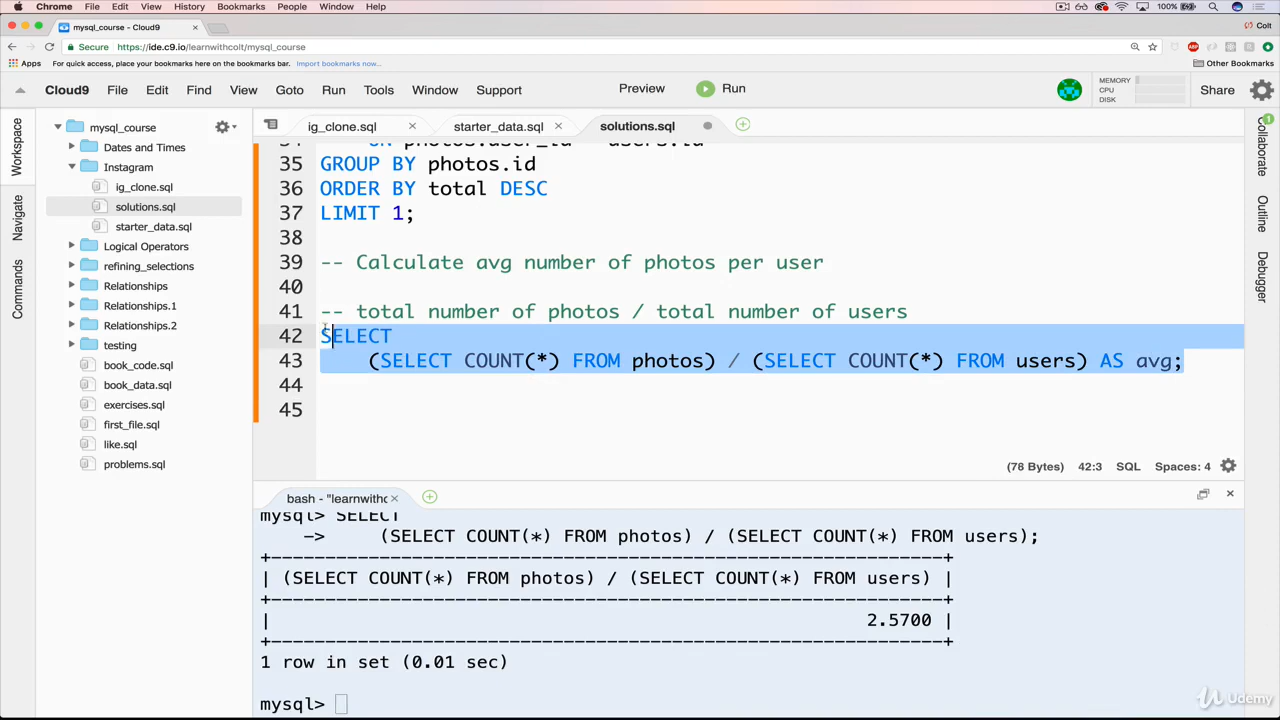 Chrome File Edit View History Bookmarks People Window Help 100%
mysql_course - Cloud9 Colt
Secure https://ide.c9.io/learnwithcolt/mysql_course
Apps For quick access, place your bookmarks here on the bookmarks bar. Import bookmarks now... Other Bookmarks
Cloud9 File Edit Find View Goto Run Tools Window Support Preview Run MEMORY CPU DISK Share
Workspace
Navigate
Commands
mysql_course
Dates and Times
Instagram
ig_clone.sql
solutions.sql
starter_data.sql
Logical Operators
refining_selections
Relationships
Relationships.1
Relationships.2
testing
book_code.sql
book_data.sql
exercises.sql
first_file.sql
like.sql
problems.sql
ig_clone.sql starter_data.sql solutions.sql
35 GROUP BY photos.id
36 ORDER BY total DESC
37 LIMIT 1;
38
39 -- Calculate avg number of photos per user
40
41 -- total number of photos / total number of users
42 SELECT
43 (SELECT COUNT(*) FROM photos) / (SELECT COUNT(*) FROM users) AS avg;
44
45
(78 Bytes) 42:3 SQL Spaces: 4
bash - "learnwithc
mysql> SELECT
-> (SELECT COUNT(*) FROM photos) / (SELECT COUNT(*) FROM users);
| (SELECT COUNT(*) FROM photos) / (SELECT COUNT(*) FROM users) |
| 2.5700 |
1 row in set (0.01 sec)
mysql>
Collaborate
1
Outline
Debugger
Udemy